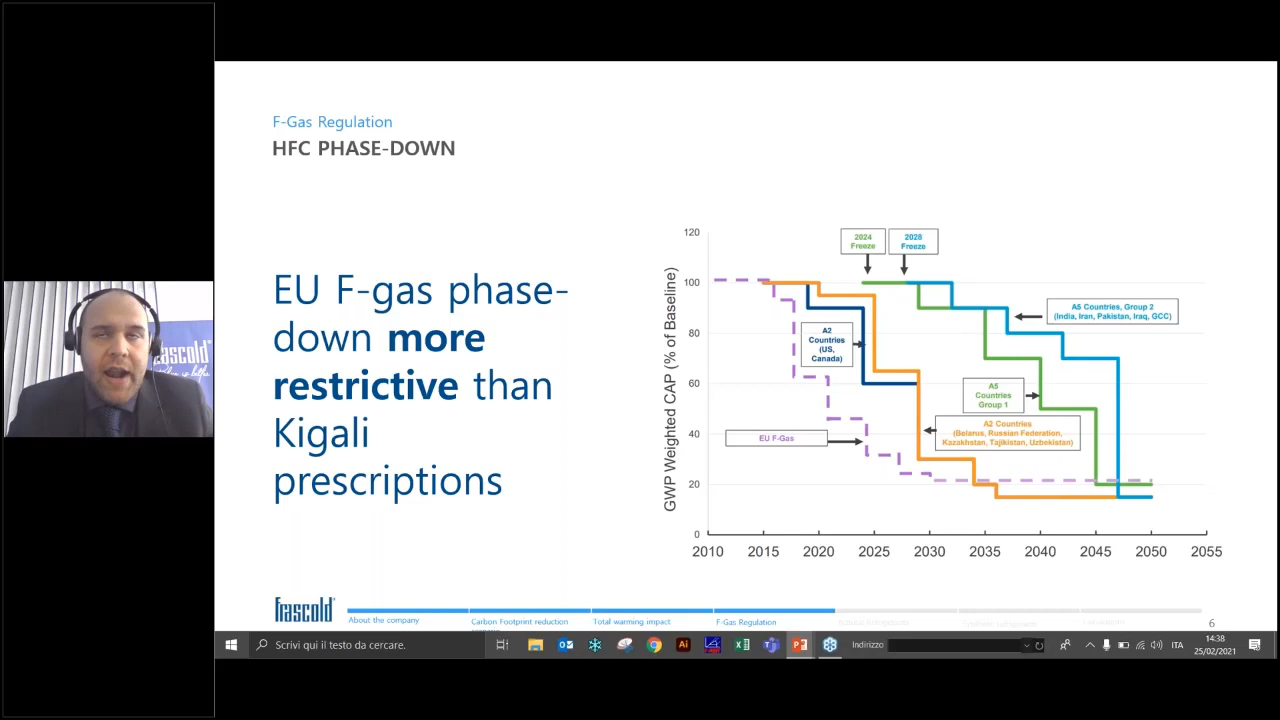 F-Gas Regulation
HFC PHASE-DOWN
EU F-gas phase-
down more
restrictive than
Kigali
prescriptions
GWP Weighted CAP (% of Baseline)
120
100
80
60
40
20
0
2010 2015 2020 2025 2030 2035 2040 2045 2050 2055
2024
Freeze
2028
Freeze
A5 Countries, Group 2
(India, Iran, Pakistan, Iraq, GCC)
A2
Countries
(US,
Canada)
A5
Countries
Group 1
A2 Countries
(Belarus, Russian Federation,
Kazakhstan, Tajikistan, Uzbekistan)
EU F-Gas
frascold
About the company
Carbon Footprint reduction
Total warming impact
F-Gas Regulation
6
Scrivi qui il testo da cercare.
Indirizzo
ITA
14:38
25/02/2021